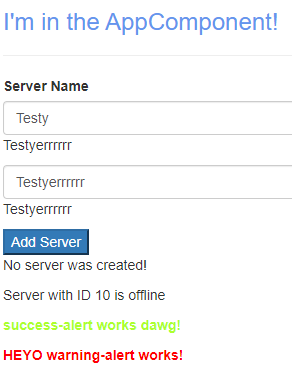 I'm in the AppComponent!
Server Name
Testy
Testyerrrrrr
Testyerrrrrr
Testyerrrrrr
Add Server
No server was created!
Server with ID 10 is offline
success-alert works dawg!
HEYO warning-alert works!